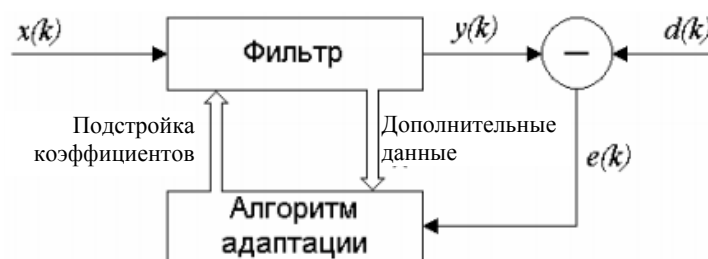 x(k)
Фильтр
y(k)
−
d(k)
Подстройка
коэффициентов
Дополнительные
данные
e(k)
Алгоритм
адаптации